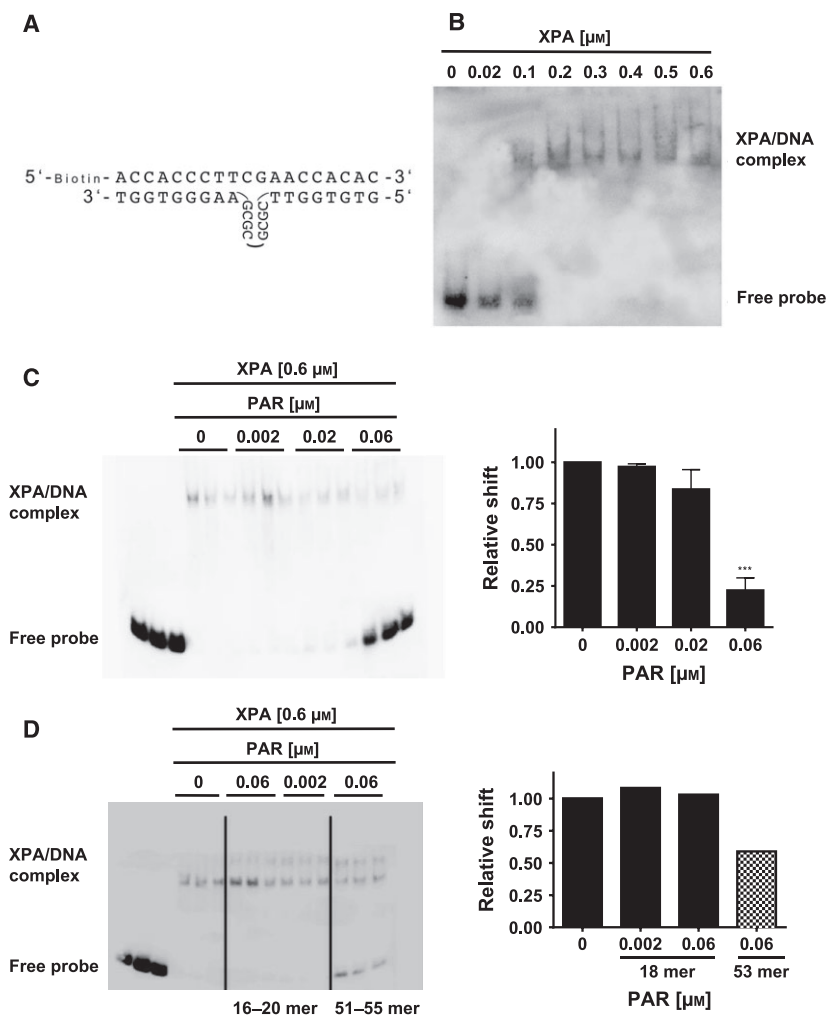 A
5'-Biotin-ACCACCCTTCGAACCACAC-3'
3'-TGGTGGGAA TTGGTGTG-5'
GCGC GCGC
B
XPA [µM]
0 0.02 0.1 0.2 0.3 0.4 0.5 0.6
XPA/DNA
complex
Free probe
C
XPA [0.6 µM]
PAR [µM]
0 0.002 0.02 0.06
XPA/DNA
complex
Free probe
Relative shift
1.00
0.75
0.50
0.25
0.00
***
0 0.002 0.02 0.06
PAR [µM]
D
XPA [0.6 µM]
PAR [µM]
0 0.06 0.002 0.06
XPA/DNA
complex
Free probe
16–20 mer 51–55 mer
Relative shift
1.00
0.75
0.50
0.25
0.00
0 0.002 0.06 0.06
18 mer 53 mer
PAR [µM]